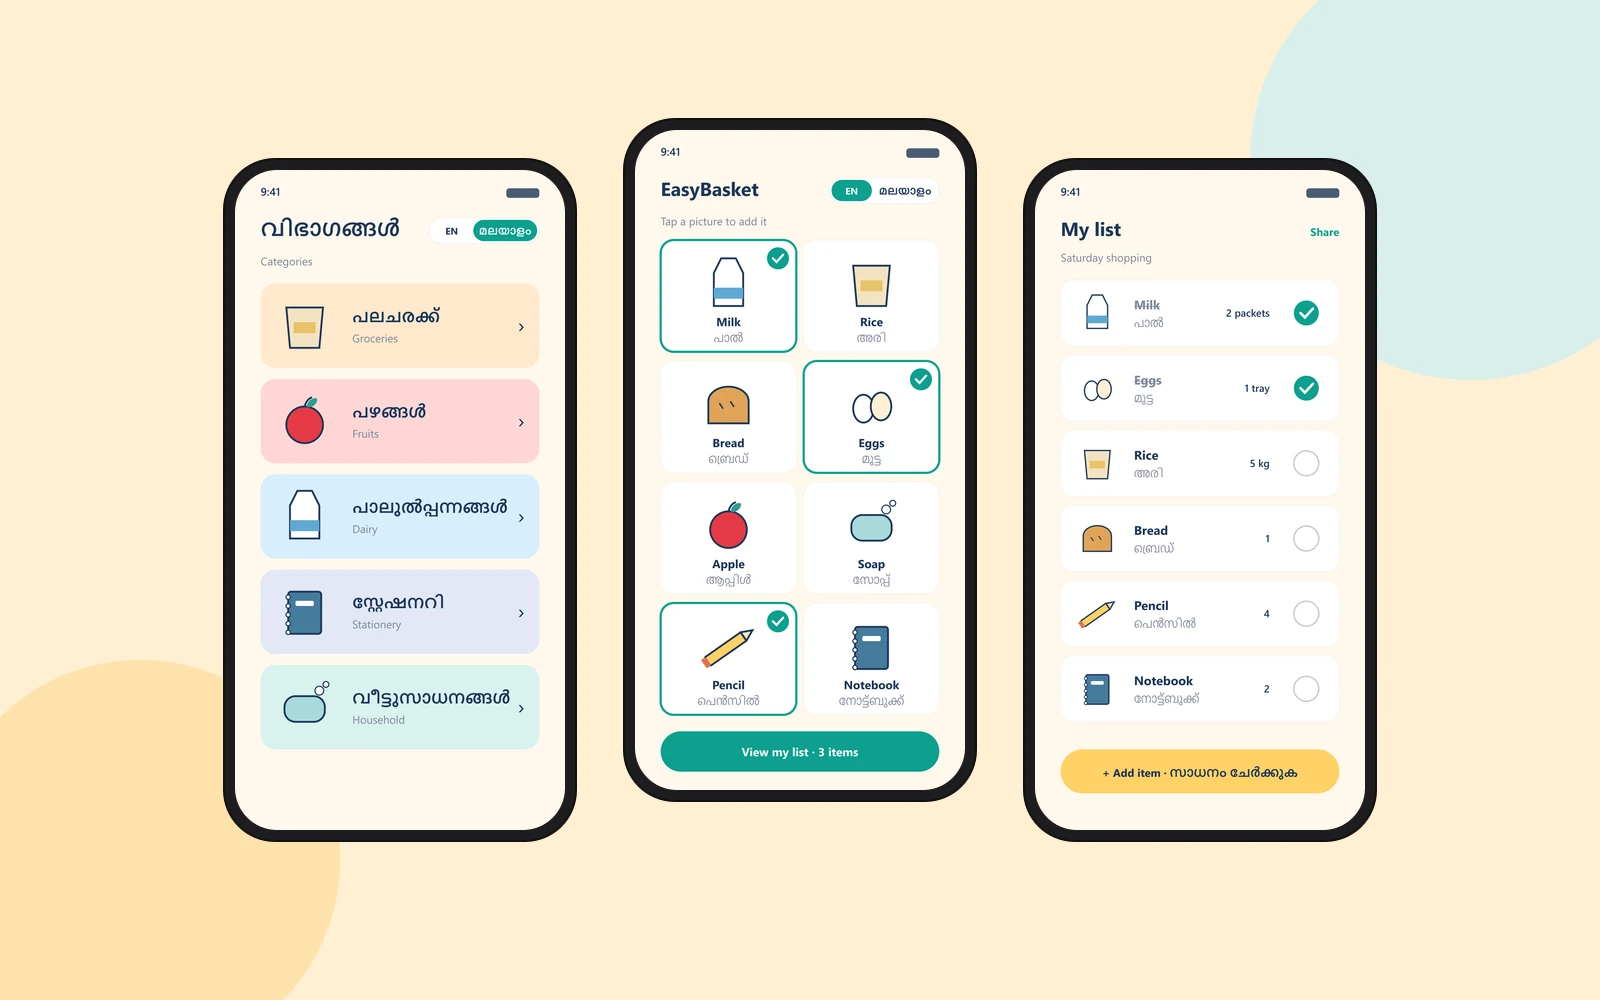 9:41
വിഭാഗങ്ങൾ
EN മലയാളം
Categories
പലചരക്ക്
Groceries
പഴങ്ങൾ
Fruits
പാലുൽപ്പന്നങ്ങൾ
Dairy
സ്റ്റേഷനറി
Stationery
വീട്ടുസാധനങ്ങൾ
Household
9:41
EasyBasket
EN മലയാളം
Tap a picture to add it
Milk
പാൽ
Rice
അരി
Bread
ബ്രെഡ്
Eggs
മുട്ട
Apple
ആപ്പിൾ
Soap
സോപ്പ്
Pencil
പെൻസിൽ
Notebook
നോട്ട്ബുക്ക്
View my list · 3 items
9:41
My list
Share
Saturday shopping
Milk
പാൽ
2 packets
Eggs
മുട്ട
1 tray
Rice
അരി
5 kg
Bread
ബ്രെഡ്
1
Pencil
പെൻസിൽ
4
Notebook
നോട്ട്ബുക്ക്
2
+ Add item · സാധനം ചേർക്കുക